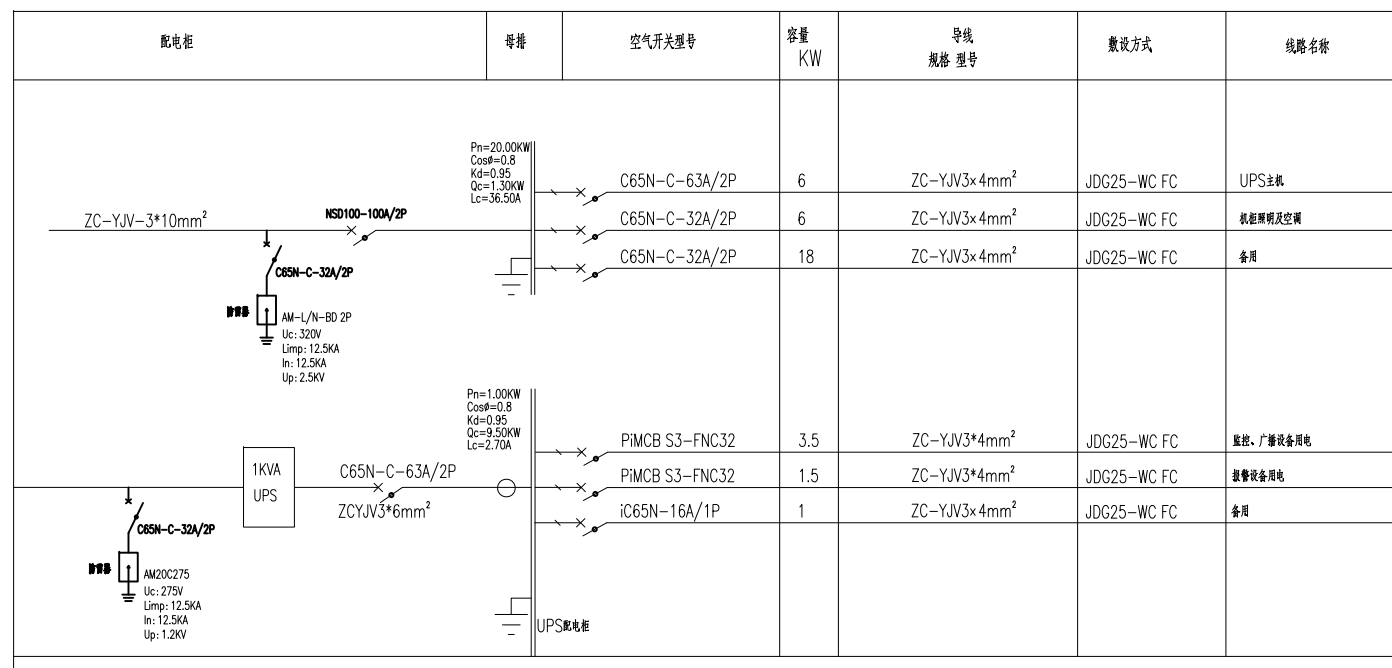 配电柜
母排
空气开关型号
容量
KW
导线
规格 型号
敷设方式
线路名称
Pn=20.00KW
Cosø=0.8
Kd=0.95
Qc=1.30KW
Lc=36.50A
ZC-YJV-3*10mm²
NSD100-100A/2P
C65N-C-32A/2P
防雷器
AM-L/N-BD 2P
Uc: 320V
Limp: 12.5KA
In: 12.5KA
Up: 2.5KV
C65N-C-63A/2P 6 ZC-YJV3×4mm² JDG25-WC FC UPS主机
C65N-C-32A/2P 6 ZC-YJV3×4mm² JDG25-WC FC 机柜照明及空调
C65N-C-32A/2P 18 ZC-YJV3×4mm² JDG25-WC FC 备用
Pn=1.00KW
Cosø=0.8
Kd=0.95
Qc=9.50KW
Lc=2.70A
1KVA
UPS
C65N-C-63A/2P
ZCYJV3*6mm²
C65N-C-32A/2P
防雷器
AM20C275
Uc: 275V
Limp: 12.5KA
In: 12.5KA
Up: 1.2KV
PiMCB S3-FNC32 3.5 ZC-YJV3*4mm² JDG25-WC FC 监控、广播设备用电
PiMCB S3-FNC32 1.5 ZC-YJV3*4mm² JDG25-WC FC 报警设备用电
iC65N-16A/1P 1 ZC-YJV3×4mm² JDG25-WC FC 备用
UPS配电柜